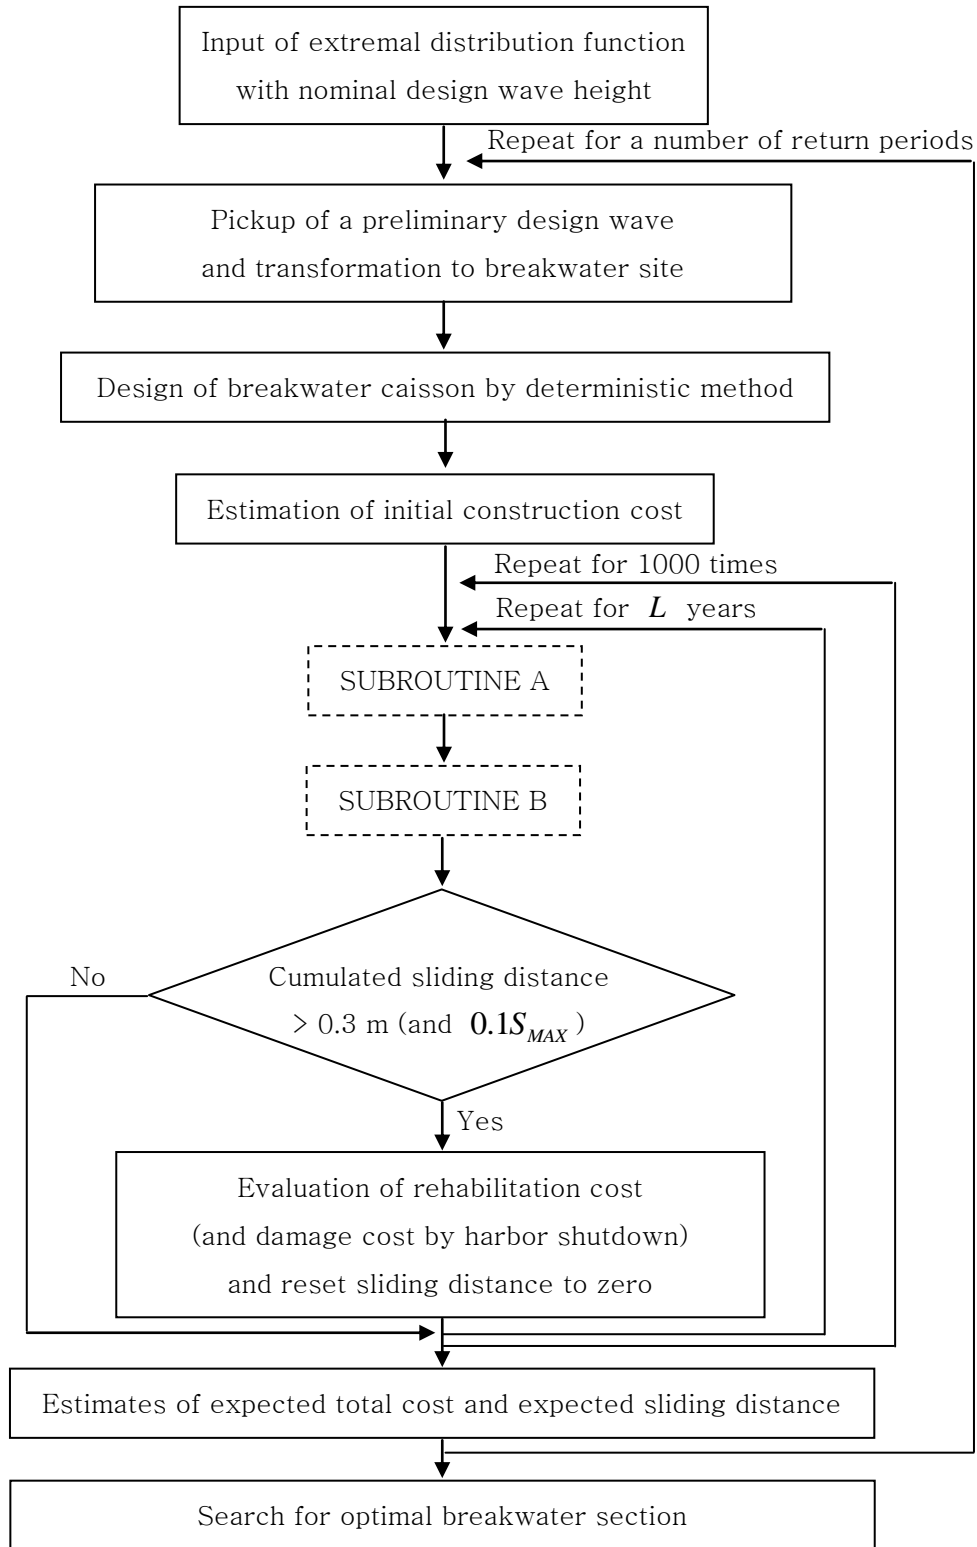 Input of extremal distribution function
with nominal design wave height
Repeat for a number of return periods
Pickup of a preliminary design wave
and transformation to breakwater site
Design of breakwater caisson by deterministic method
Estimation of initial construction cost
Repeat for 1000 times
Repeat for L years
SUBROUTINE A
SUBROUTINE B
No
Cumulated sliding distance
> 0.3 m (and 0.1S_{MAX})
Yes
Evaluation of rehabilitation cost
(and damage cost by harbor shutdown)
and reset sliding distance to zero
Estimates of expected total cost and expected sliding distance
Search for optimal breakwater section